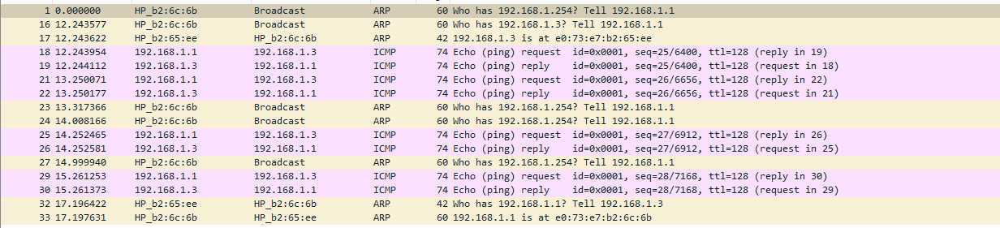 1 0.000000 HP_b2:6c:6b Broadcast ARP 60 Who has 192.168.1.254? Tell 192.168.1.1
16 12.243577 HP_b2:6c:6b Broadcast ARP 60 Who has 192.168.1.3? Tell 192.168.1.1
17 12.243622 HP_b2:65:ee HP_b2:6c:6b ARP 42 192.168.1.3 is at e0:73:e7:b2:65:ee
18 12.243954 192.168.1.1 192.168.1.3 ICMP 74 Echo (ping) request id=0x0001, seq=25/6400, ttl=128 (reply in 19)
19 12.244112 192.168.1.3 192.168.1.1 ICMP 74 Echo (ping) reply id=0x0001, seq=25/6400, ttl=128 (request in 18)
21 13.250071 192.168.1.1 192.168.1.3 ICMP 74 Echo (ping) request id=0x0001, seq=26/6656, ttl=128 (reply in 22)
22 13.250177 192.168.1.3 192.168.1.1 ICMP 74 Echo (ping) reply id=0x0001, seq=26/6656, ttl=128 (request in 21)
23 13.317366 HP_b2:6c:6b Broadcast ARP 60 Who has 192.168.1.254? Tell 192.168.1.1
24 14.008166 HP_b2:6c:6b Broadcast ARP 60 Who has 192.168.1.254? Tell 192.168.1.1
25 14.252465 192.168.1.1 192.168.1.3 ICMP 74 Echo (ping) request id=0x0001, seq=27/6912, ttl=128 (reply in 26)
26 14.252581 192.168.1.3 192.168.1.1 ICMP 74 Echo (ping) reply id=0x0001, seq=27/6912, ttl=128 (request in 25)
27 14.999940 HP_b2:6c:6b Broadcast ARP 60 Who has 192.168.1.254? Tell 192.168.1.1
29 15.261253 192.168.1.1 192.168.1.3 ICMP 74 Echo (ping) request id=0x0001, seq=28/7168, ttl=128 (reply in 30)
30 15.261373 192.168.1.3 192.168.1.1 ICMP 74 Echo (ping) reply id=0x0001, seq=28/7168, ttl=128 (request in 29)
32 17.196422 HP_b2:65:ee HP_b2:6c:6b ARP 42 Who has 192.168.1.1? Tell 192.168.1.3
33 17.197631 HP_b2:6c:6b HP_b2:65:ee ARP 60 192.168.1.1 is at e0:73:e7:b2:6c:6b